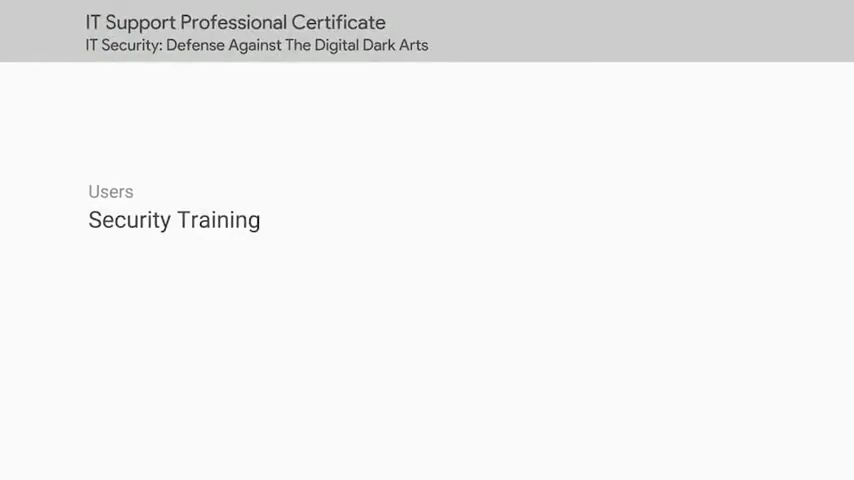 IT Support Professional Certificate
IT Security: Defense Against The Digital Dark Arts
Users
Security Training